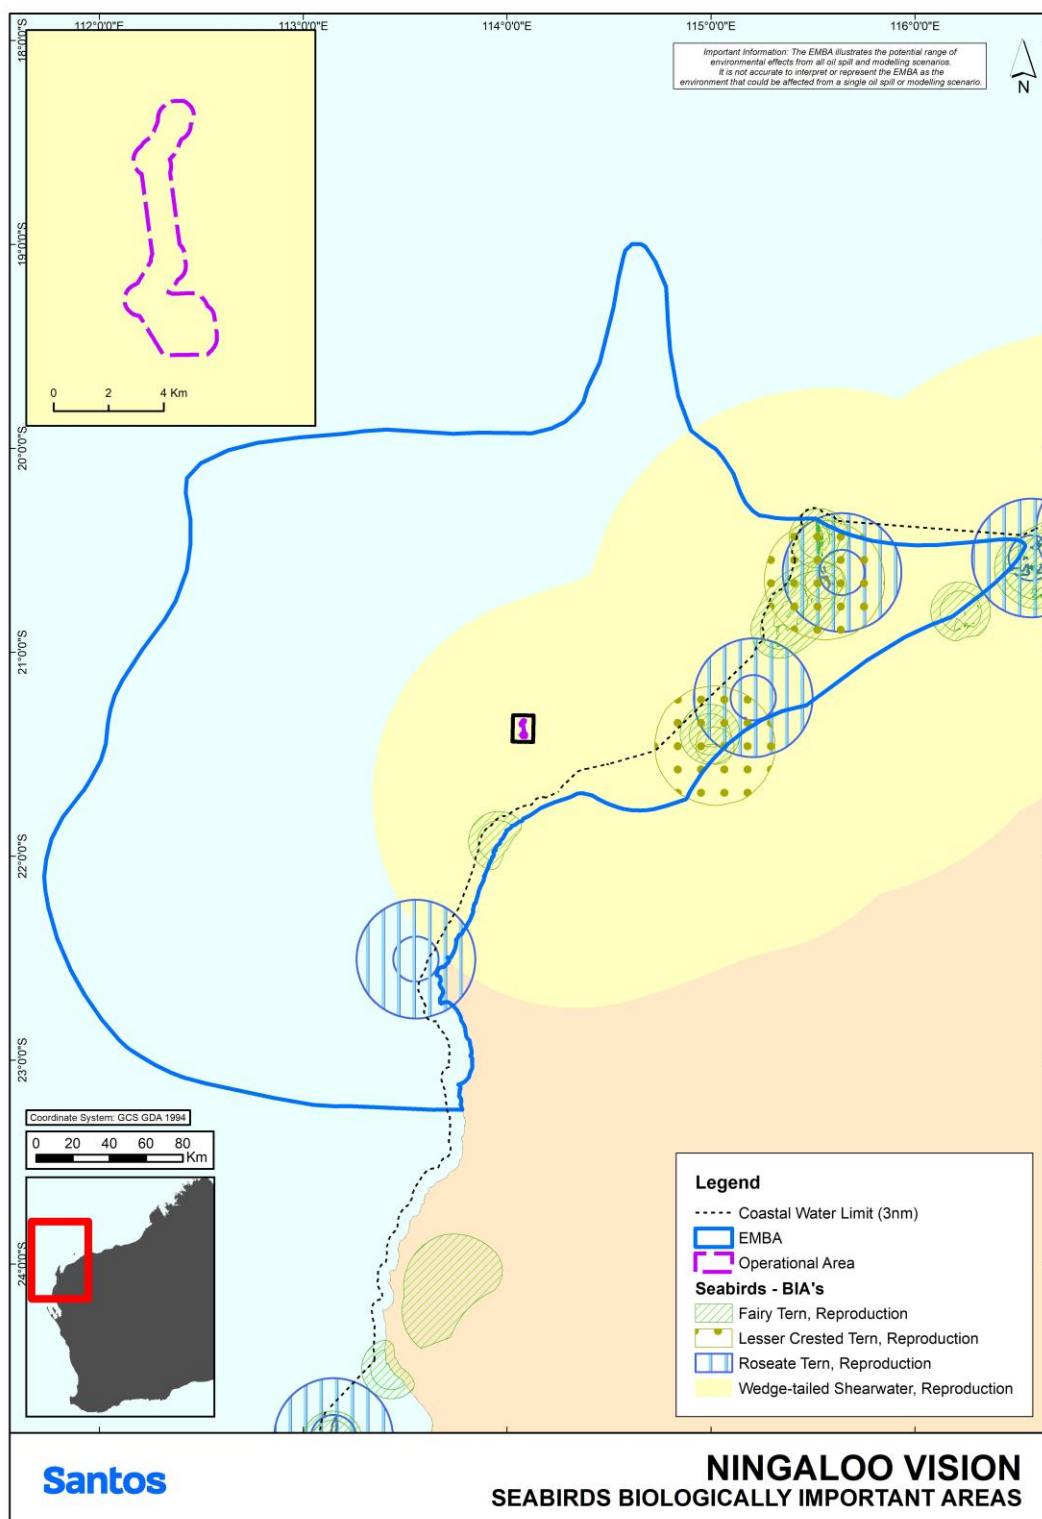 112°0'0"E
113°0'0"E
114°0'0"E
115°0'0"E
116°0'0"E
18°0'0"S
19°0'0"S
20°0'0"S
21°0'0"S
22°0'0"S
23°0'0"S
24°0'0"S
Important Information: The EMBA illustrates the potential range of
environmental effects from all oil spill and modelling scenarios.
It is not accurate to interpret or represent the EMBA as the
environment that could be affected from a single oil spill or modelling scenario.
N
0 2 4 Km
Coordinate System: GCS GDA 1994
0 20 40 60 80
Km
Legend
Coastal Water Limit (3nm)
EMBA
Operational Area
Seabirds - BIA's
Fairy Tern, Reproduction
Lesser Crested Tern, Reproduction
Roseate Tern, Reproduction
Wedge-tailed Shearwater, Reproduction
Santos
NINGALOO VISION
SEABIRDS BIOLOGICALLY IMPORTANT AREAS